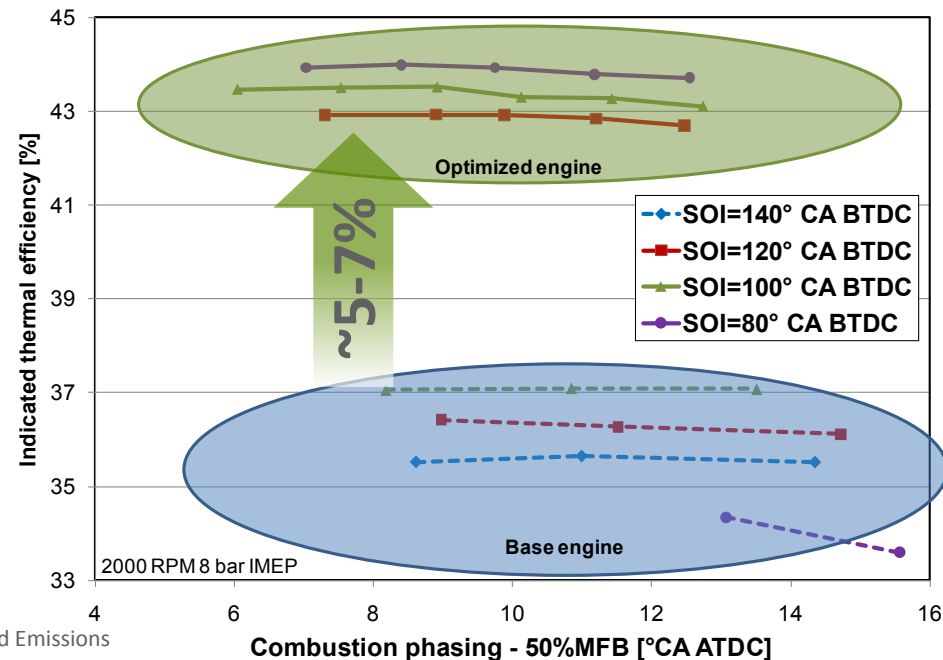 45
43
41
39
37
35
33
Indicated thermal efficiency [%]
Optimized engine
~5-7%
SOI=140° CA BTDC
SOI=120° CA BTDC
SOI=100° CA BTDC
SOI=80° CA BTDC
Base engine
2000 RPM 8 bar IMEP
4 6 8 10 12 14 16
d Emissions
Combustion phasing - 50%MFB [°CA ATDC]